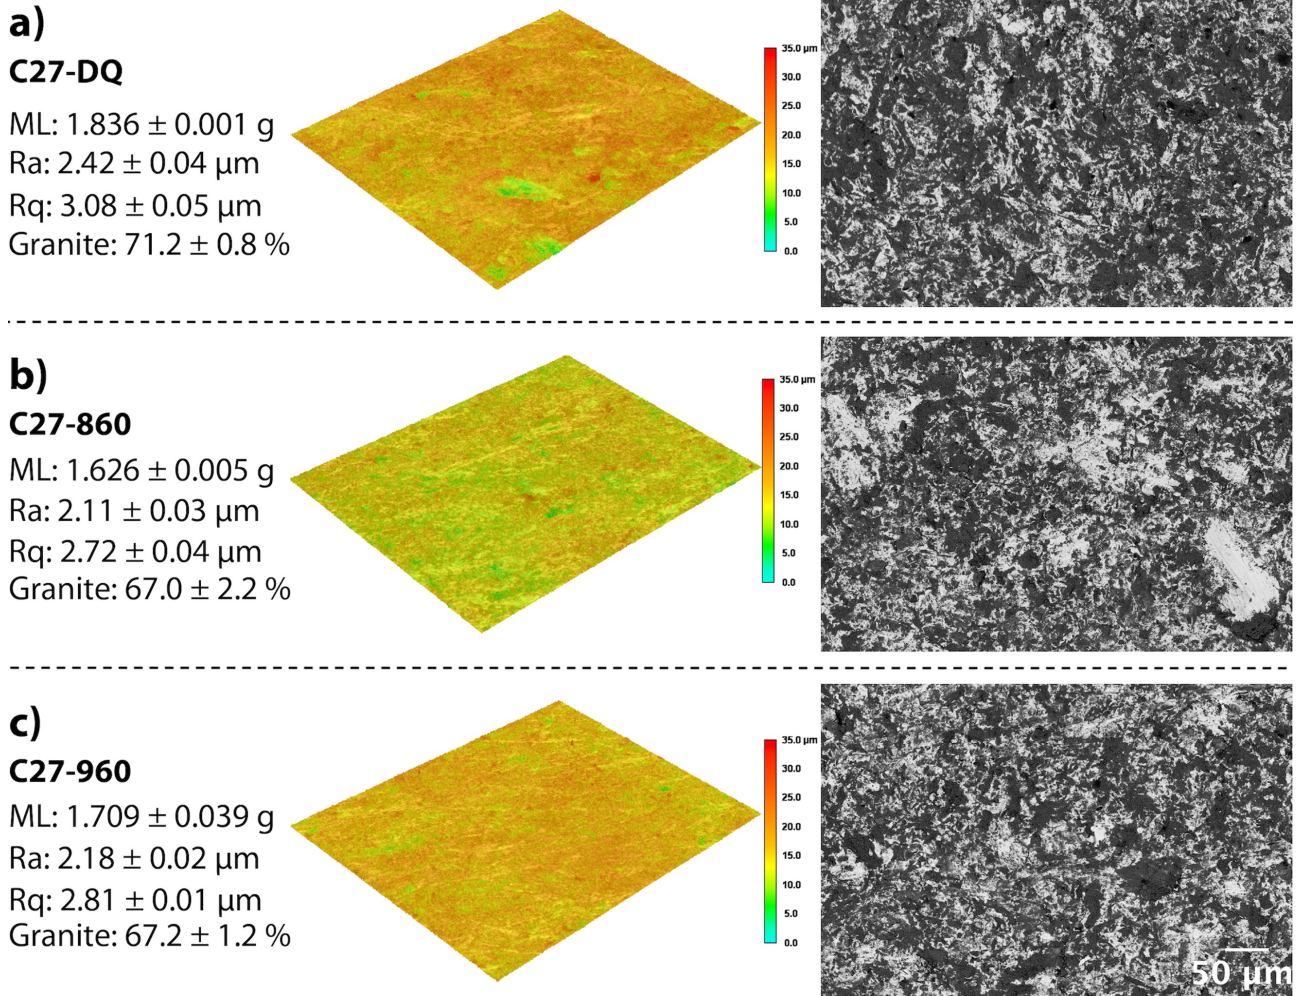 a)
C27-DQ
ML: 1.836 ± 0.001 g
Ra: 2.42 ± 0.04 µm
Rq: 3.08 ± 0.05 µm
Granite: 71.2 ± 0.8 %
35.0 µm
30.0
25.0
20.0
15.0
10.0
5.0
0.0
b)
C27-860
ML: 1.626 ± 0.005 g
Ra: 2.11 ± 0.03 µm
Rq: 2.72 ± 0.04 µm
Granite: 67.0 ± 2.2 %
35.0 µm
30.0
25.0
20.0
15.0
10.0
5.0
0.0
c)
C27-960
ML: 1.709 ± 0.039 g
Ra: 2.18 ± 0.02 µm
Rq: 2.81 ± 0.01 µm
Granite: 67.2 ± 1.2 %
35.0 µm
30.0
25.0
20.0
15.0
10.0
5.0
0.0
50 µm